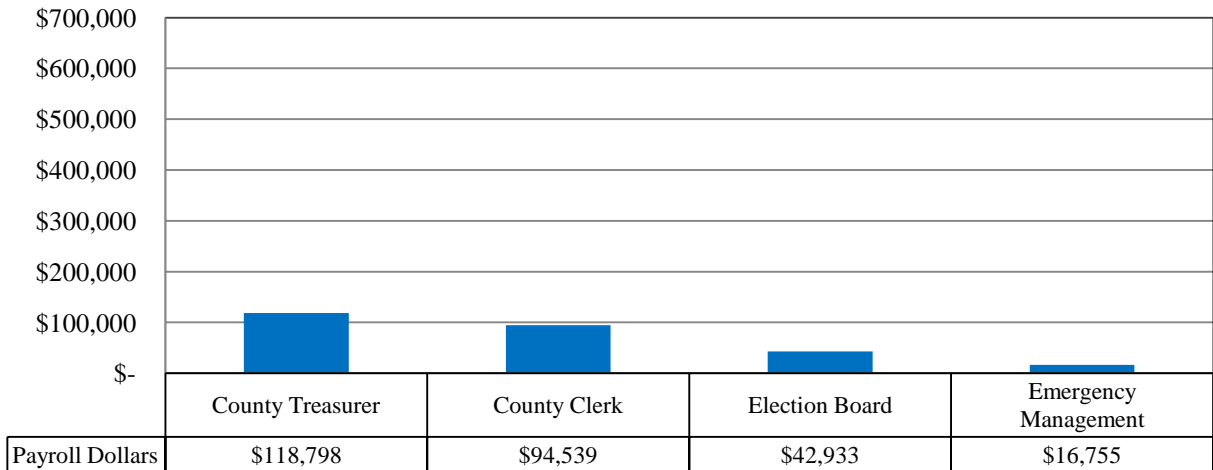 $700,000
$600,000
$500,000
$400,000
$300,000
$200,000
$100,000
$-
County Treasurer County Clerk Election Board Emergency
Management
Payroll Dollars $118,798 $94,539 $42,933 $16,755